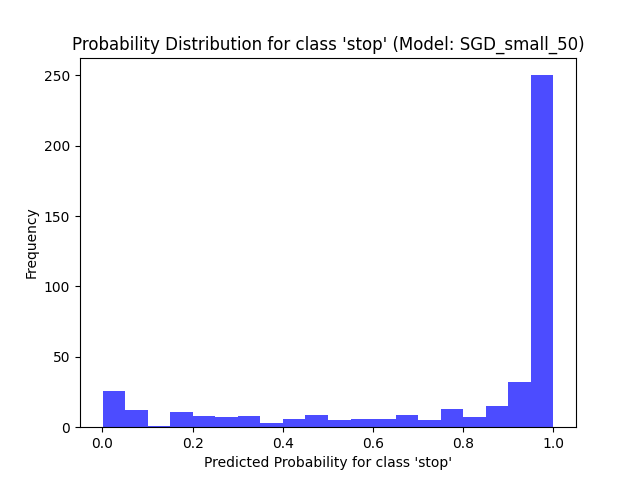 Probability Distribution for class 'stop' (Model: SGD_small_50)
250
200
150
100
50
0
Frequency
0.0 0.2 0.4 0.6 0.8 1.0
Predicted Probability for class 'stop'